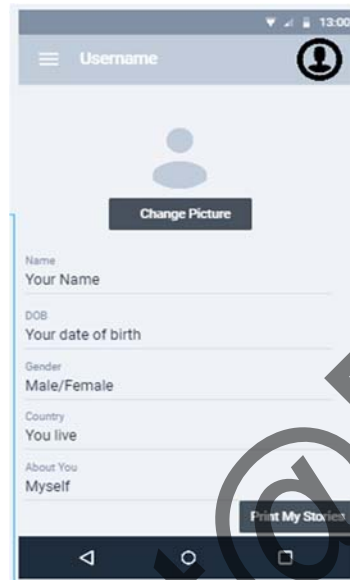 13:00
Username
Change Picture
Name
Your Name
DOB
Your date of birth
Gender
Male/Female
Country
You live
About You
Myself
Print My Stories